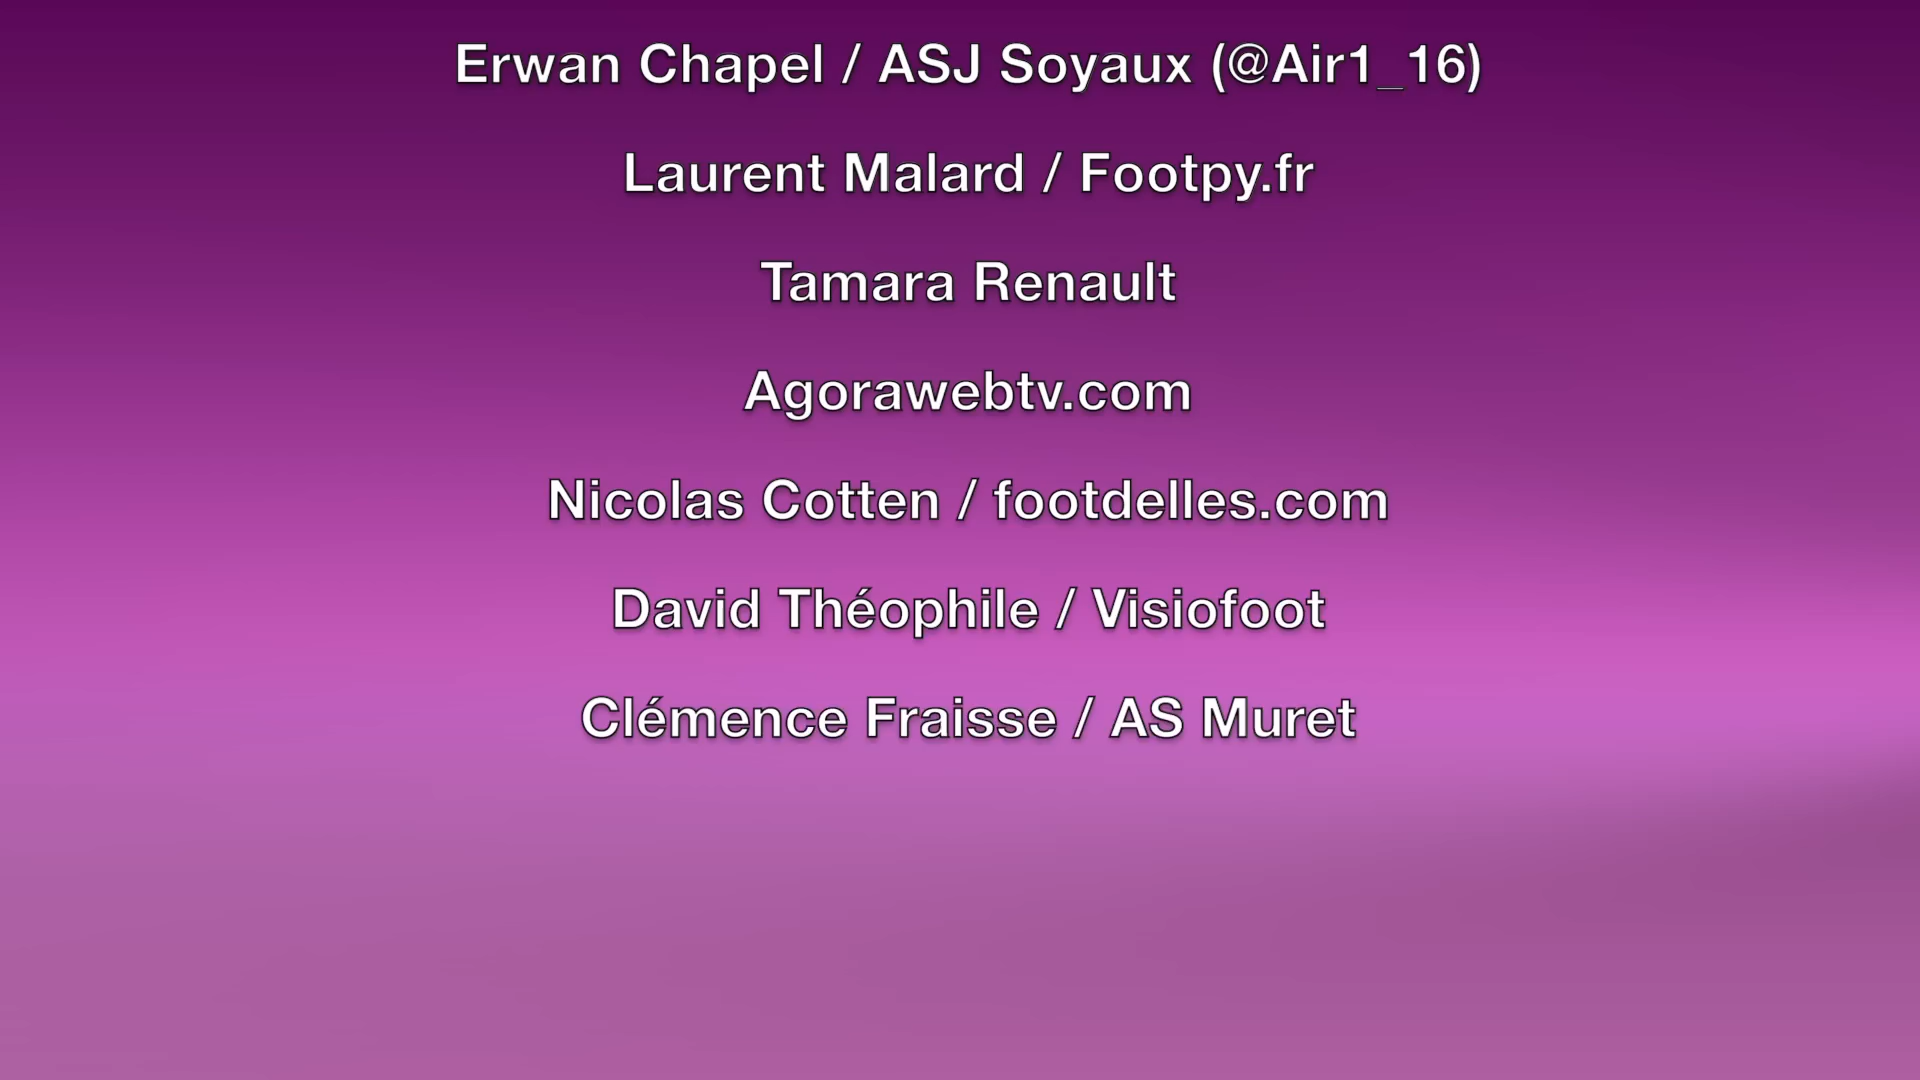 Erwan Chapel / ASJ Soyaux (@Air1_16)
Laurent Malard / Footpy.fr
Tamara Renault
Agorawebtv.com
Nicolas Cotten / footdelles.com
David Théophile / Visiofoot
Clémence Fraisse / AS Muret